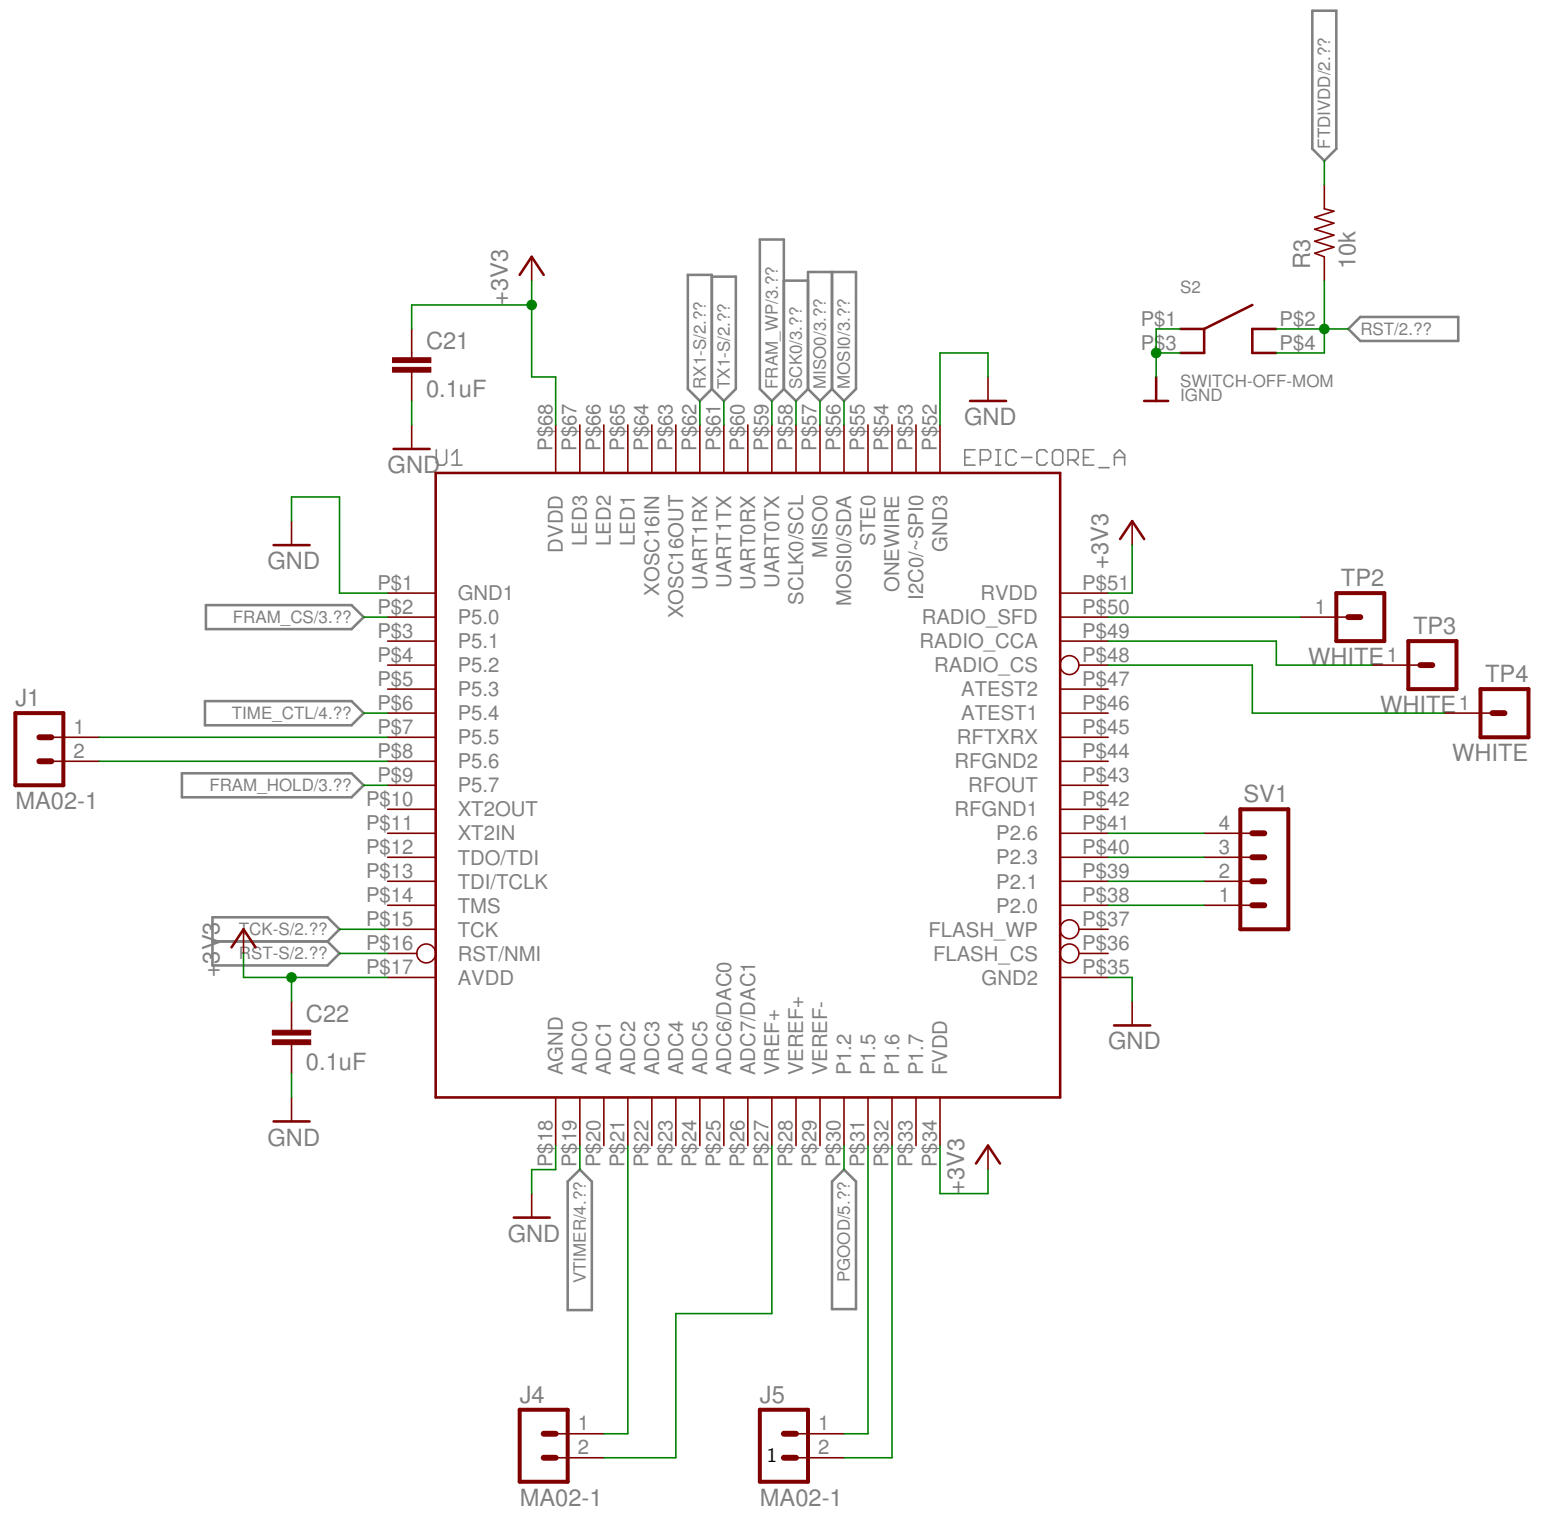 FTDIVDD/2.??
R3
10k
S2
P$1
P$3
P$2
P$4
RST/2.??
SWITCH-OFF-MOM
IGND
+3V3
C21
0.1uF
GND
RX1-S/2.??
TX1-S/2.??
FRAM_WP/3.??
SCK0/3.??
MISO0/3.??
MOSI0/3.??
GND
P$68
P$67
P$66
P$65
P$64
P$63
P$62
P$61
P$60
P$59
P$58
P$57
P$56
P$55
P$54
P$53
P$52
U1
EPIC-CORE_A
DVDD
LED3
LED2
LED1
XOSC16IN
XOSC16OUT
UART1RX
UART1TX
UART0RX
UART0TX
SCLK0/SCL
MISO0
MOSI0/SDA
STE0
ONEWIRE
I2C0/~SPI0
GND3
GND
FRAM_CS/3.??
TIME_CTL/4.??
FRAM_HOLD/3.??
J1
1
2
MA02-1
TCK-S/2.??
RST-S/2.??
+3V3
C22
0.1uF
GND
P$1 GND1
P$2 P5.0
P$3 P5.1
P$4 P5.2
P$5 P5.3
P$6 P5.4
P$7 P5.5
P$8 P5.6
P$9 P5.7
P$10 XT2OUT
P$11 XT2IN
P$12 TDO/TDI
P$13 TDI/TCLK
P$14 TMS
P$15 TCK
P$16 RST/NMI
P$17 AVDD
+3V3
RVDD P$51
RADIO_SFD P$50
RADIO_CCA P$49
RADIO_CS P$48
ATEST2 P$47
ATEST1 P$46
RFTXRX P$45
RFGND2 P$44
RFOUT P$43
RFGND1 P$42
P2.6 P$41
P2.3 P$40
P2.1 P$39
P2.0 P$38
FLASH_WP P$37
FLASH_CS P$36
GND2 P$35
GND
TP2
1
WHITE
TP3
1
WHITE
TP4
1
WHITE
SV1
4
3
2
1
AGND
ADC0
ADC1
ADC2
ADC3
ADC4
ADC5
ADC6/DAC0
ADC7/DAC1
VREF+
VEREF+
VEREF-
P1.2
P1.5
P1.6
P1.7
FVDD
P$18
P$19
P$20
P$21
P$22
P$23
P$24
P$25
P$26
P$27
P$28
P$29
P$30
P$31
P$32
P$33
P$34
+3V3
GND
VTIMER/4.??
PGOOD/5.??
J4
1
2
MA02-1
J5
1
2
1
MA02-1